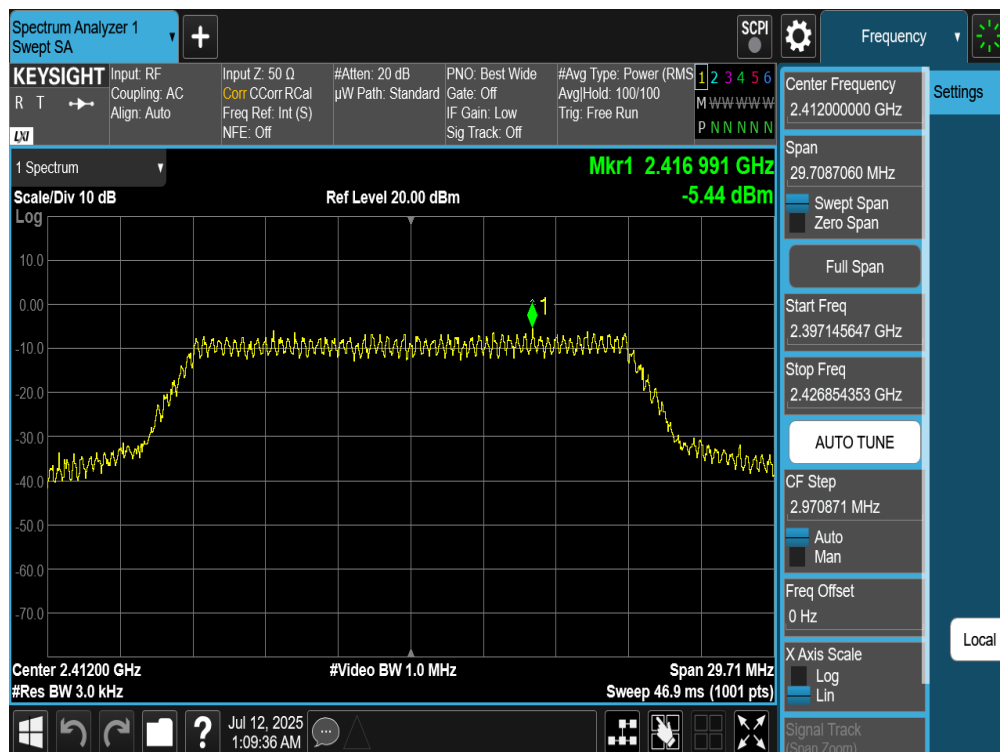 Spectrum Analyzer 1
Swept SA
+
SCPI
Frequency
KEYSIGHT
R T
LXI
Input: RF
Coupling: AC
Align: Auto
Input Z: 50 Ω
Corr CCorr RCal
Freq Ref: Int (S)
NFE: Off
#Atten: 20 dB
µW Path: Standard
PNO: Best Wide
Gate: Off
IF Gain: Low
Sig Track: Off
#Avg Type: Power (RMS
Avg|Hold: 100/100
Trig: Free Run
1 2 3 4 5 6
M W W W W W
P N N N N N
1 Spectrum
Mkr1 2.416 991 GHz
-5.44 dBm
Scale/Div 10 dB
Ref Level 20.00 dBm
Log
10.0
0.00
-10.0
-20.0
-30.0
-40.0
-50.0
-60.0
-70.0
1
Center 2.41200 GHz
#Video BW 1.0 MHz
Span 29.71 MHz
#Res BW 3.0 kHz
Sweep 46.9 ms (1001 pts)
Center Frequency
2.412000000 GHz
Span
29.7087060 MHz
Swept Span
Zero Span
Full Span
Start Freq
2.397145647 GHz
Stop Freq
2.426854353 GHz
AUTO TUNE
CF Step
2.970871 MHz
Auto
Man
Freq Offset
0 Hz
X Axis Scale
Log
Lin
Signal Track
(Span Zoom)
Settings
Local
?
Jul 12, 2025
1:09:36 AM